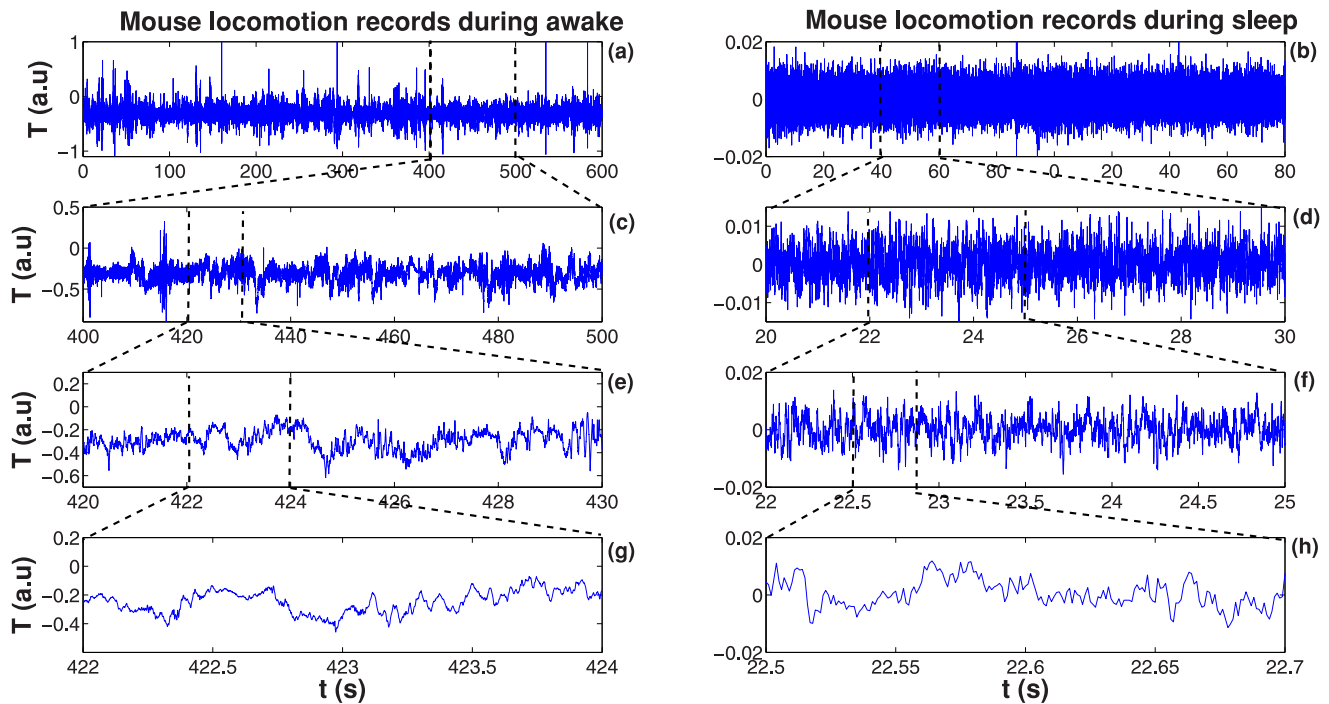 Mouse locomotion records during awake
(a)
T (a.u)
1
0
−1
0 100 200 300 400 500 600
(c)
T (a.u)
0.5
0
−0.5
400 420 440 460 480 500
(e)
T (a.u)
0.2
0
−0.2
−0.4
−0.6
420 422 424 426 428 430
(g)
T (a.u)
0.2
0
−0.2
−0.4
422 422.5 423 423.5 424
t (s)
Mouse locomotion records during sleep
(b)
0.02
0
−0.02
0 20 40 60 80 20 0 20 40 60 80
(d)
0.01
0
−0.01
20 22 24 26 28 30
(f)
0.02
0
−0.02
22 22.5 23 23.5 24 24.5 25
(h)
0.02
0
−0.02
22.5 22.55 22.6 22.65 22.7
t (s)